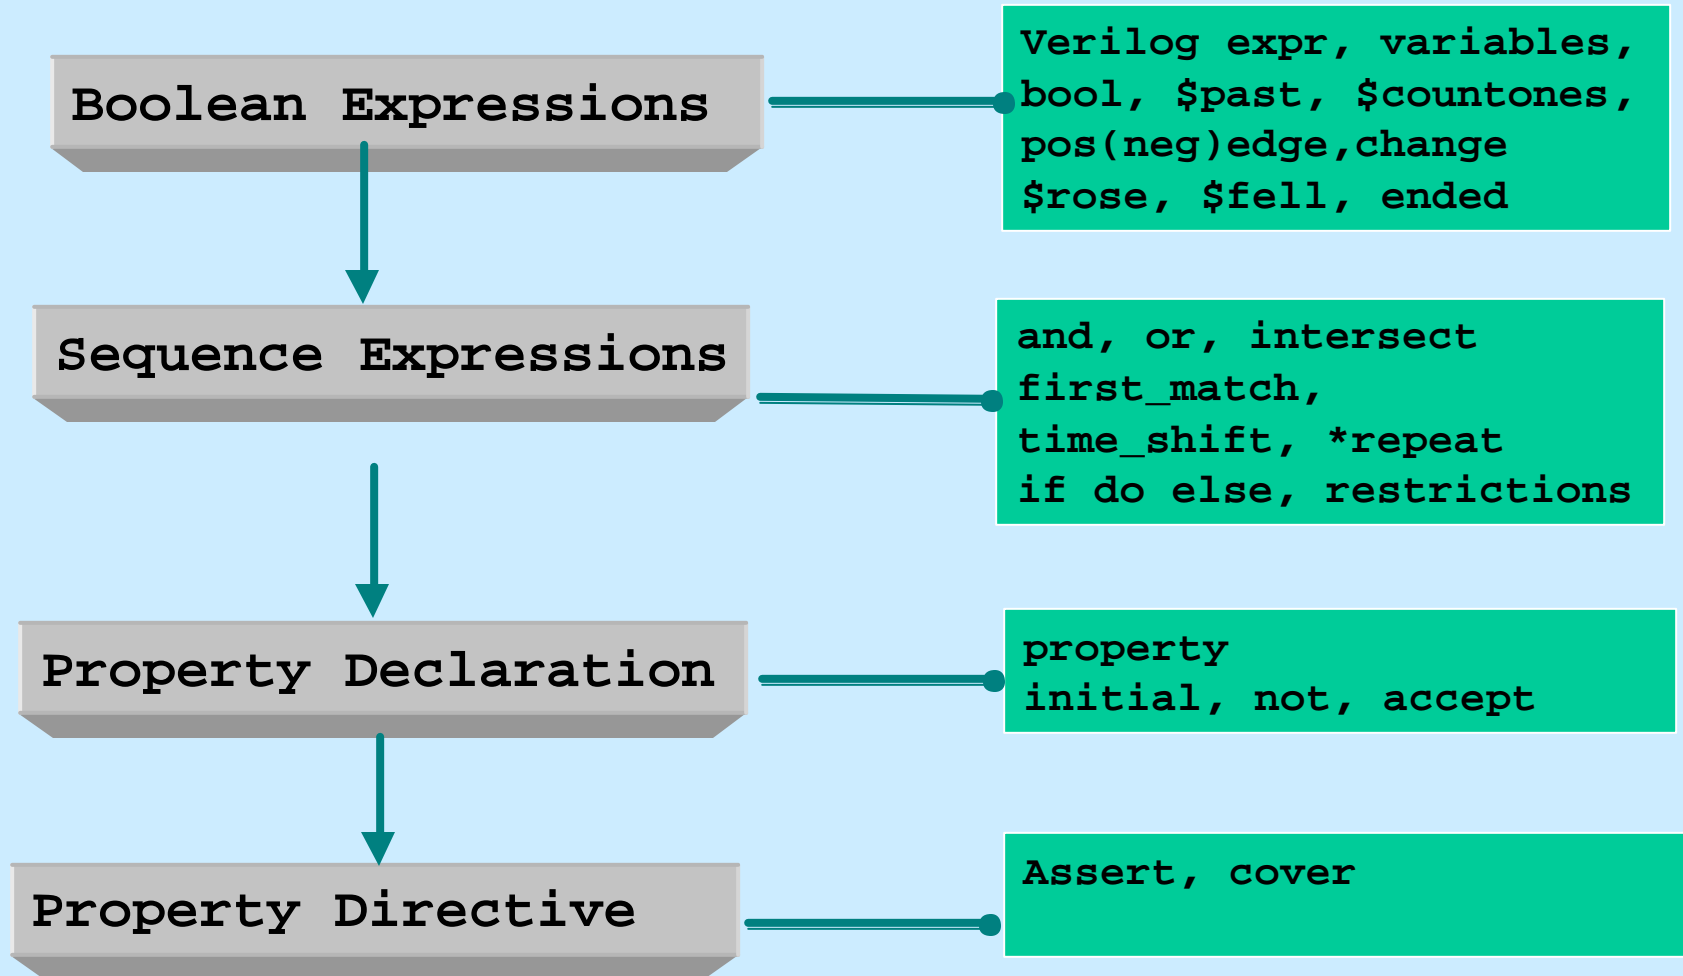 Boolean Expressions
Verilog expr, variables,
bool, $past, $countones,
pos(neg)edge,change
$rose, $fell, ended
Sequence Expressions
and, or, intersect
first_match,
time_shift, *repeat
if do else, restrictions
Property Declaration
property
initial, not, accept
Property Directive
Assert, cover